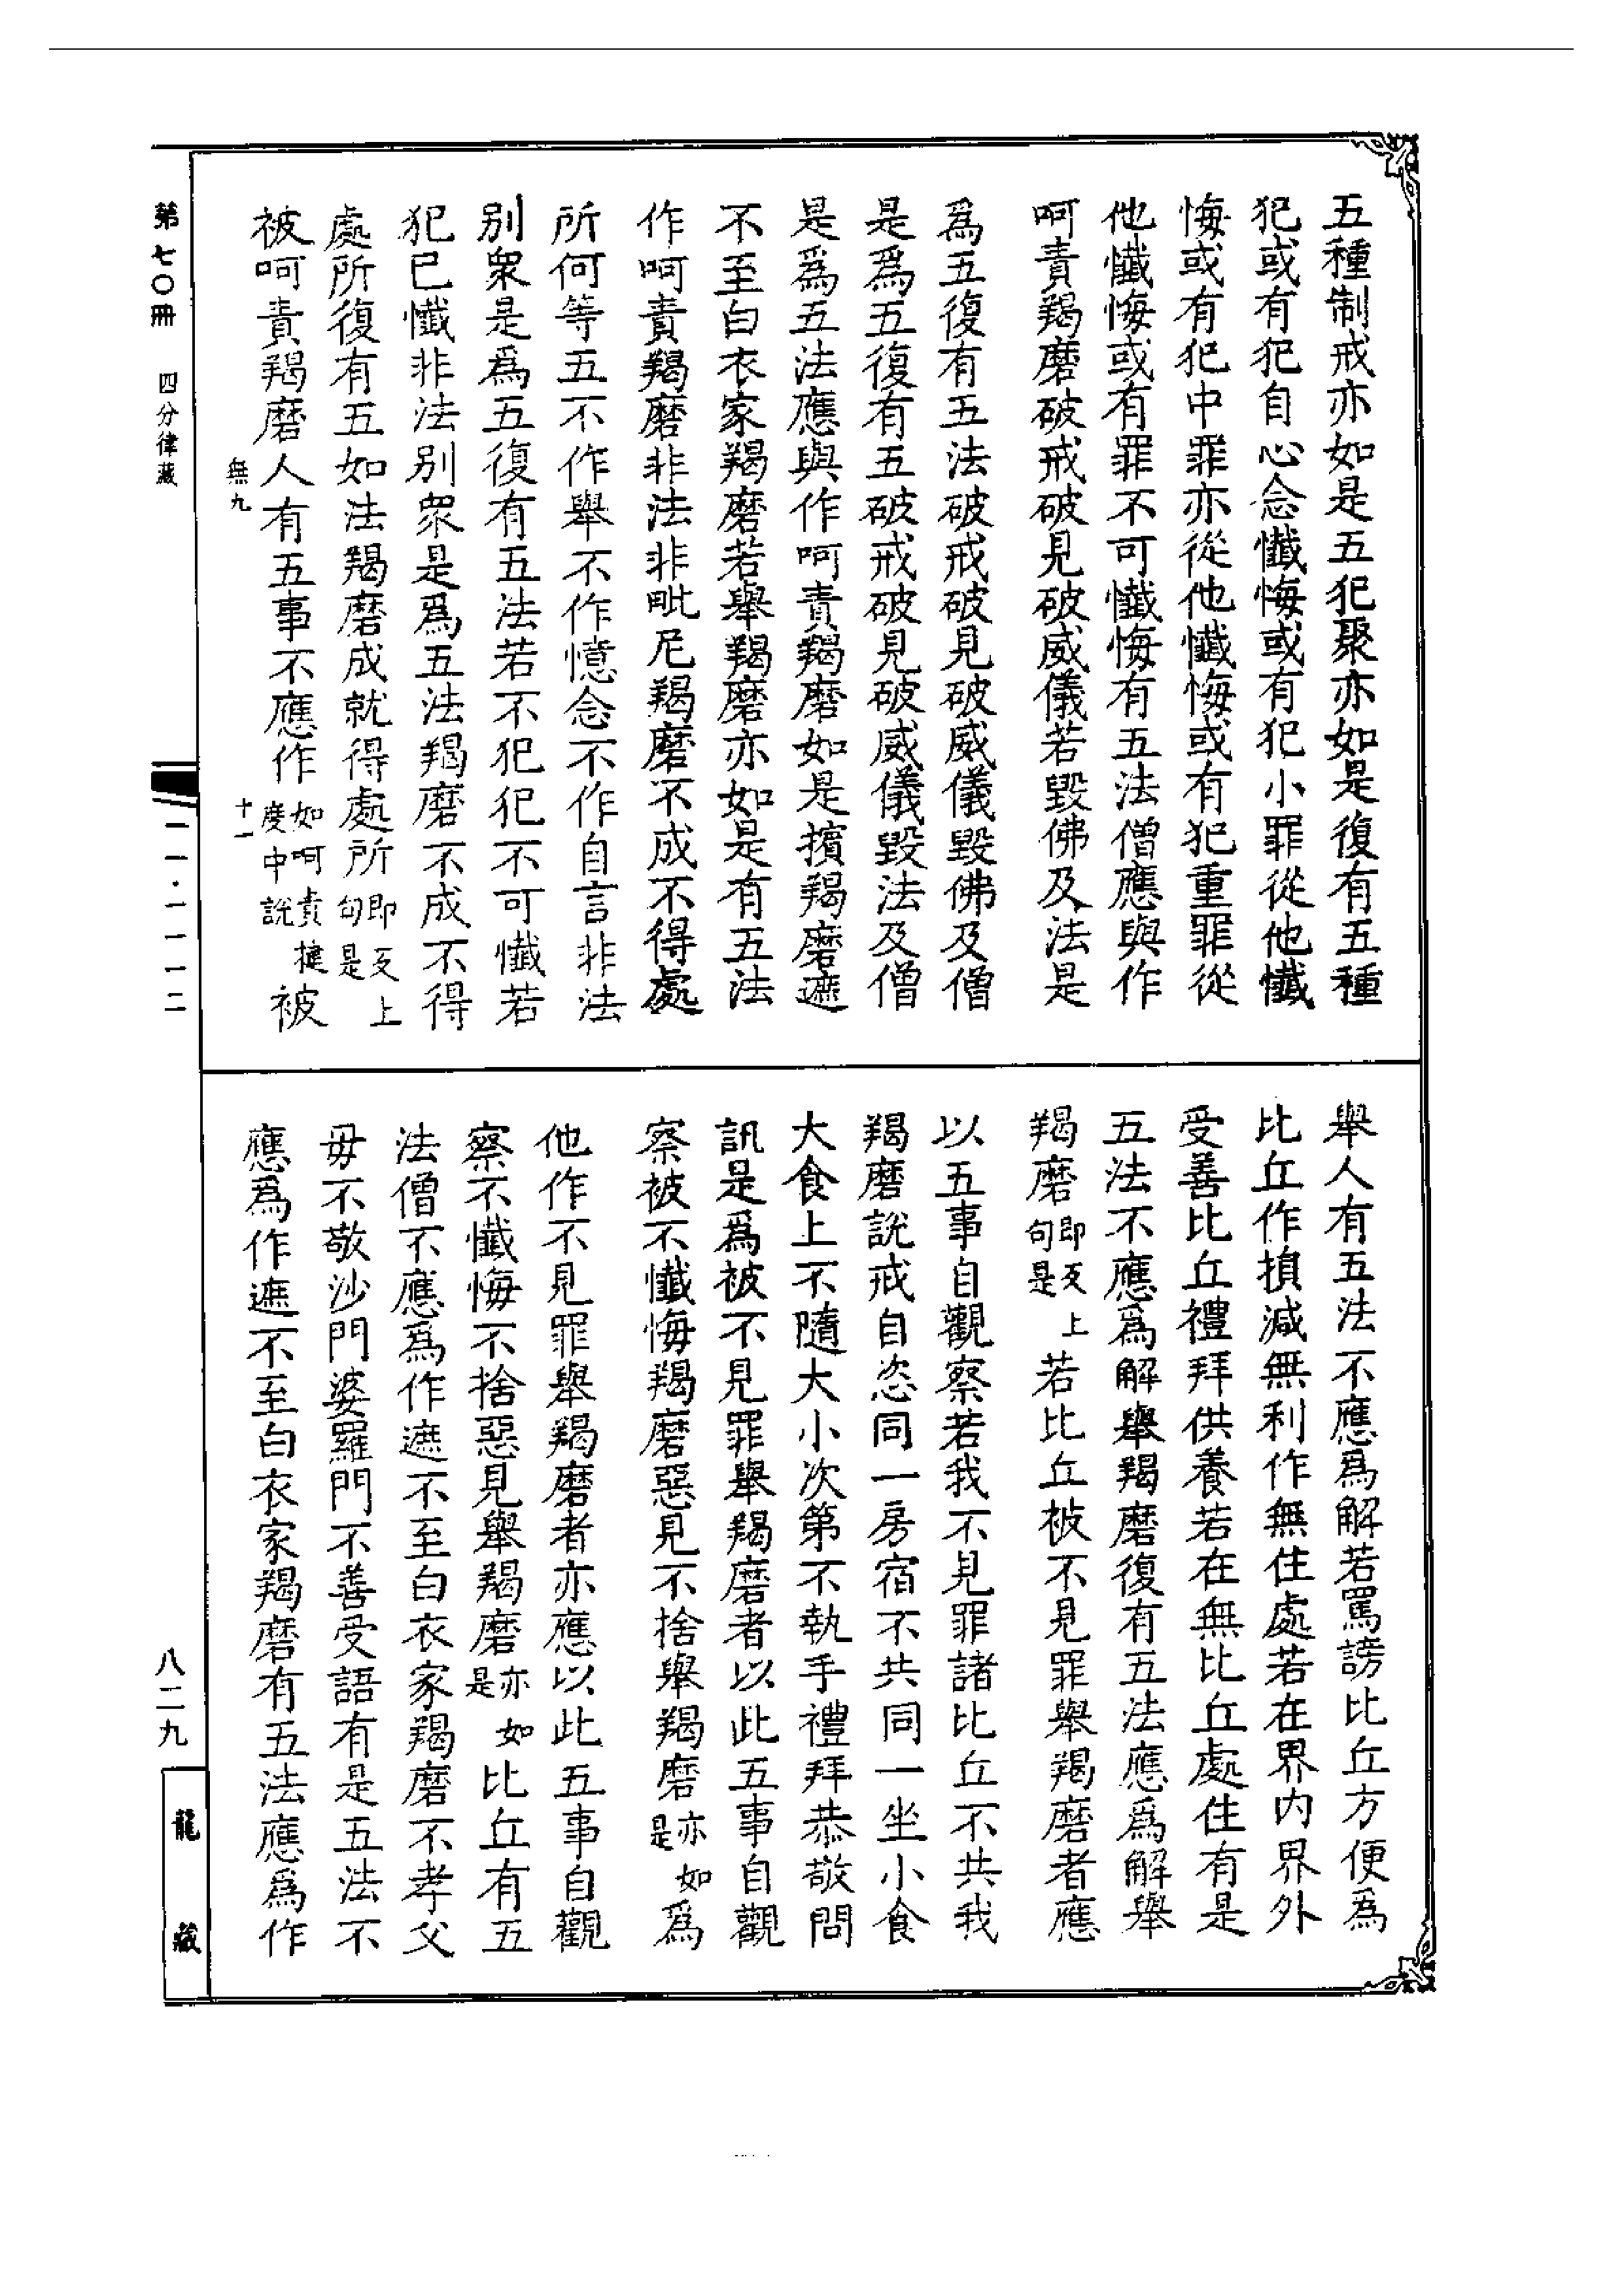 五種制戒亦如是五犯聚亦如是復有五種
犯或有犯自心念懺悔或有犯小罪從他懺
悔或有犯中罪亦從他懺悔或有犯重罪從
他懺悔或有罪不可懺悔有五法僧應與作
呵責羯磨破戒破見破威儀若毀佛及法是
為五復有五法破戒破見破威儀毀佛及僧
是為五復有五破戒破見破威儀毀法及僧
是為五法應與作呵責羯磨如是擯羯磨遮
不至白衣家羯磨若舉羯磨亦如是有五法
作呵責羯磨非法非毗尼羯磨不成不得處
所何等五不作舉不作憶念不作自言非法
別眾是為五復有五法若不犯犯不可懺若
犯已懺非法別眾是為五法羯磨不成不得
處所復有五如法羯磨成就得處所即反上句是
被呵責羯磨人有五事不應作如呵責揵度中說被
舉人有五法不應為解若罵謗比丘方便為
比丘作損減無利作無住處若在界內界外
受善比丘禮拜供養若在無比丘處住有是
五法不應為解舉羯磨復有五法應為解舉
羯磨即反上句是若比丘被不見罪舉羯磨者應
以五事自觀察若我不見罪諸比丘不共我
羯磨說戒自恣同一房宿不共同一坐小食
大食上不隨大小次第不執手禮拜恭敬問
訊是為被不見罪舉羯磨者以此五事自觀
察被不懺悔羯磨惡見不捨舉羯磨亦如是為
他作不見罪舉羯磨者亦應以此五事自觀
察不懺悔不捨惡見舉羯磨亦如是比丘有五
法僧不應為作遮不至白衣家羯磨不孝父
毋不敬沙門婆羅門不善受語有是五法不
應為作遮不至白衣家羯磨有五法應為作
第七〇冊 四分律藏
無九
十一
一一·一一一二
八二九
龍藏